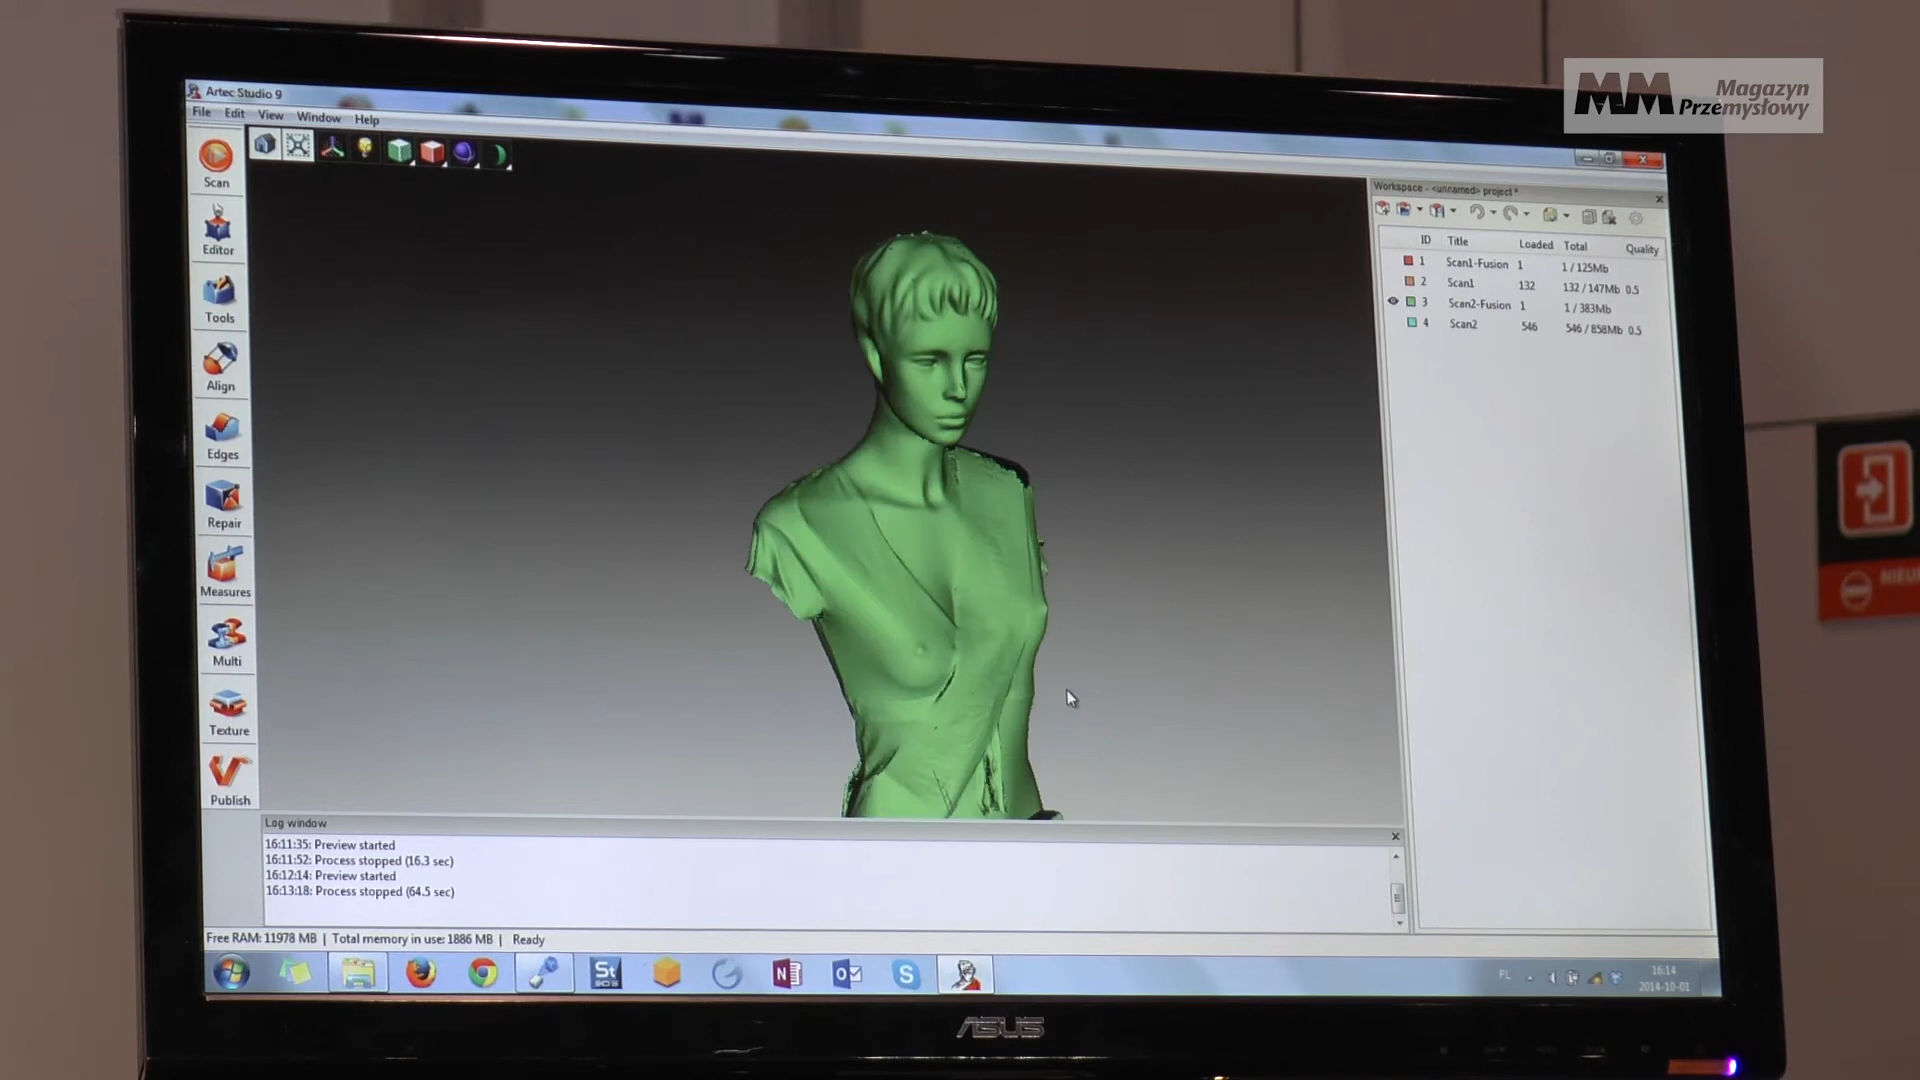 MM Magazyn
Przemysłowy
Artec Studio 9
File Edit View Window Help
Scan
Editor
Tools
Align
Edges
Repair
Measures
Multi
Texture
Publish
Workspace - <unnamed> project *
ID Title Loaded Total Quality
1 Scan1-Fusion 1 1 / 125Mb
2 Scan1 132 132 / 147Mb 0.5
3 Scan2-Fusion 1 1 / 383Mb
4 Scan2 546 546 / 858Mb 0.5
Log window
16:11:35: Preview started
16:11:52: Process stopped (16.3 sec)
16:12:14: Preview started
16:13:18: Process stopped (64.5 sec)
Free RAM: 11978 MB | Total memory in use: 1886 MB | Ready
St
N
O
S
PL
16:14
2014-10-01
ASUS